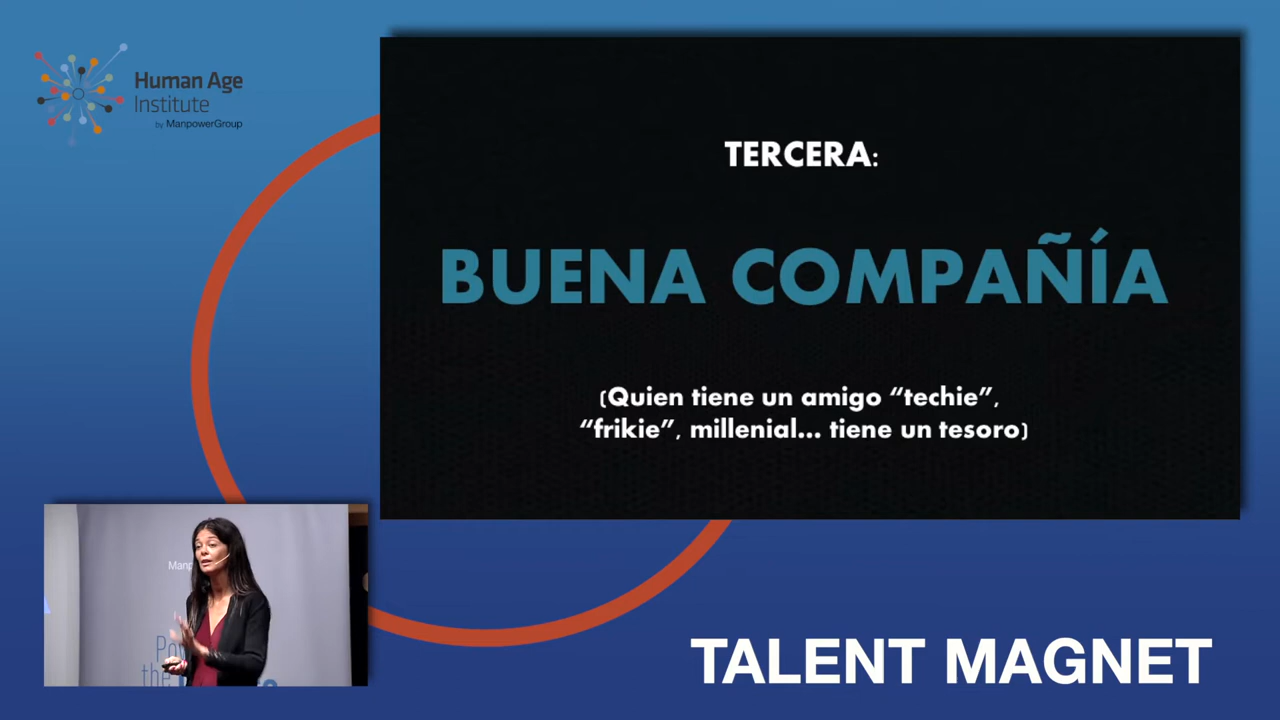 Human Age
Institute
by ManpowerGroup
TERCERA:
BUENA COMPAÑÍA
(Quien tiene un amigo “techie”,
“frikie”, millenial... tiene un tesoro)
TALENT MAGNET